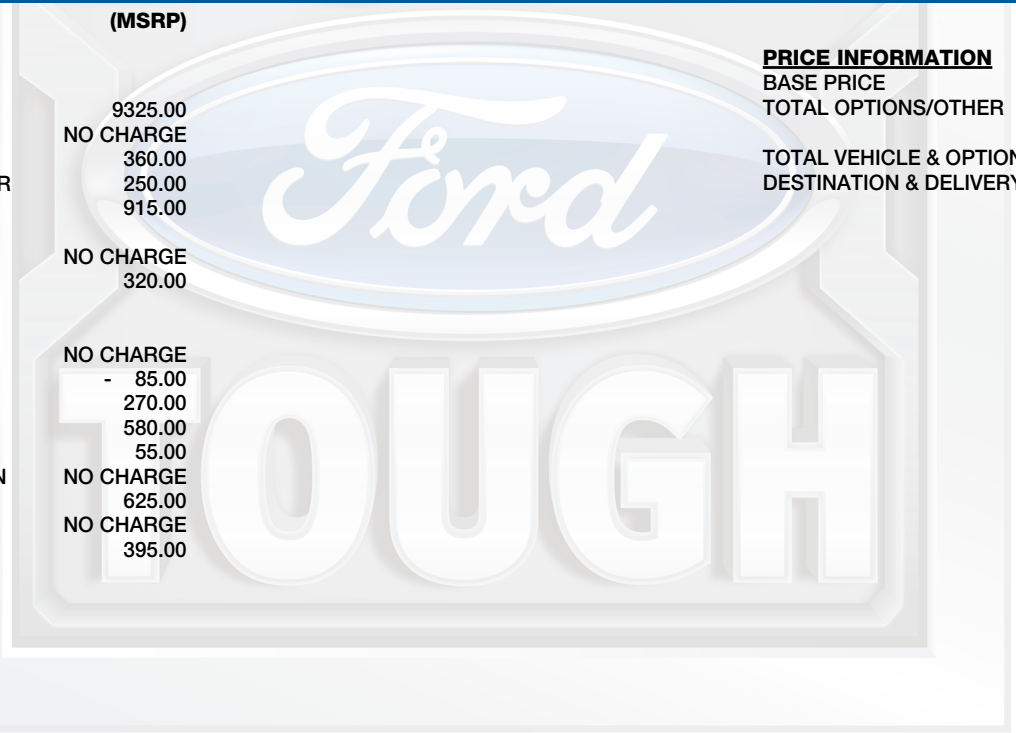 (MSRP)
9325.00
NO CHARGE
360.00
R 250.00
915.00
NO CHARGE
320.00
NO CHARGE
- 85.00
270.00
580.00
55.00
N NO CHARGE
625.00
NO CHARGE
395.00
PRICE INFORMATION
BASE PRICE
TOTAL OPTIONS/OTHER
TOTAL VEHICLE & OPTION
DESTINATION & DELIVERY
Ford
TOUGH